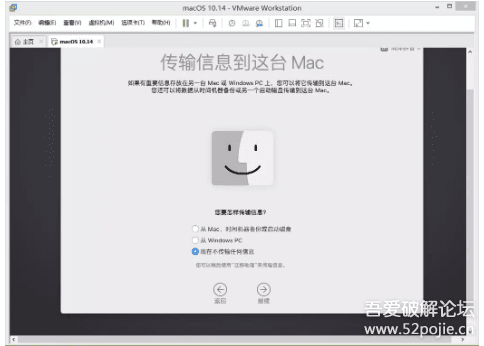 macOS 10.14 - VMware Workstation
文件(F) 编辑(E) 查看(V) 虚拟机(M) 选项卡(T) 帮助(H)
主页 macOS 10.14
传输信息到这台 Mac
如果有重要信息存放在另一台 Mac 或 Windows PC 上，您可以将它传输到这台 Mac。
您还可以将数据从时间机器备份或另一个启动磁盘传输到这台 Mac。
您要怎样传输信息？
从 Mac、时间机器备份或启动磁盘
从 Windows PC
现在不传输任何信息
您可以稍后使用“迁移助理”来传输信息。
返回 继续
吾爱破解论坛
www.52pojie.cn